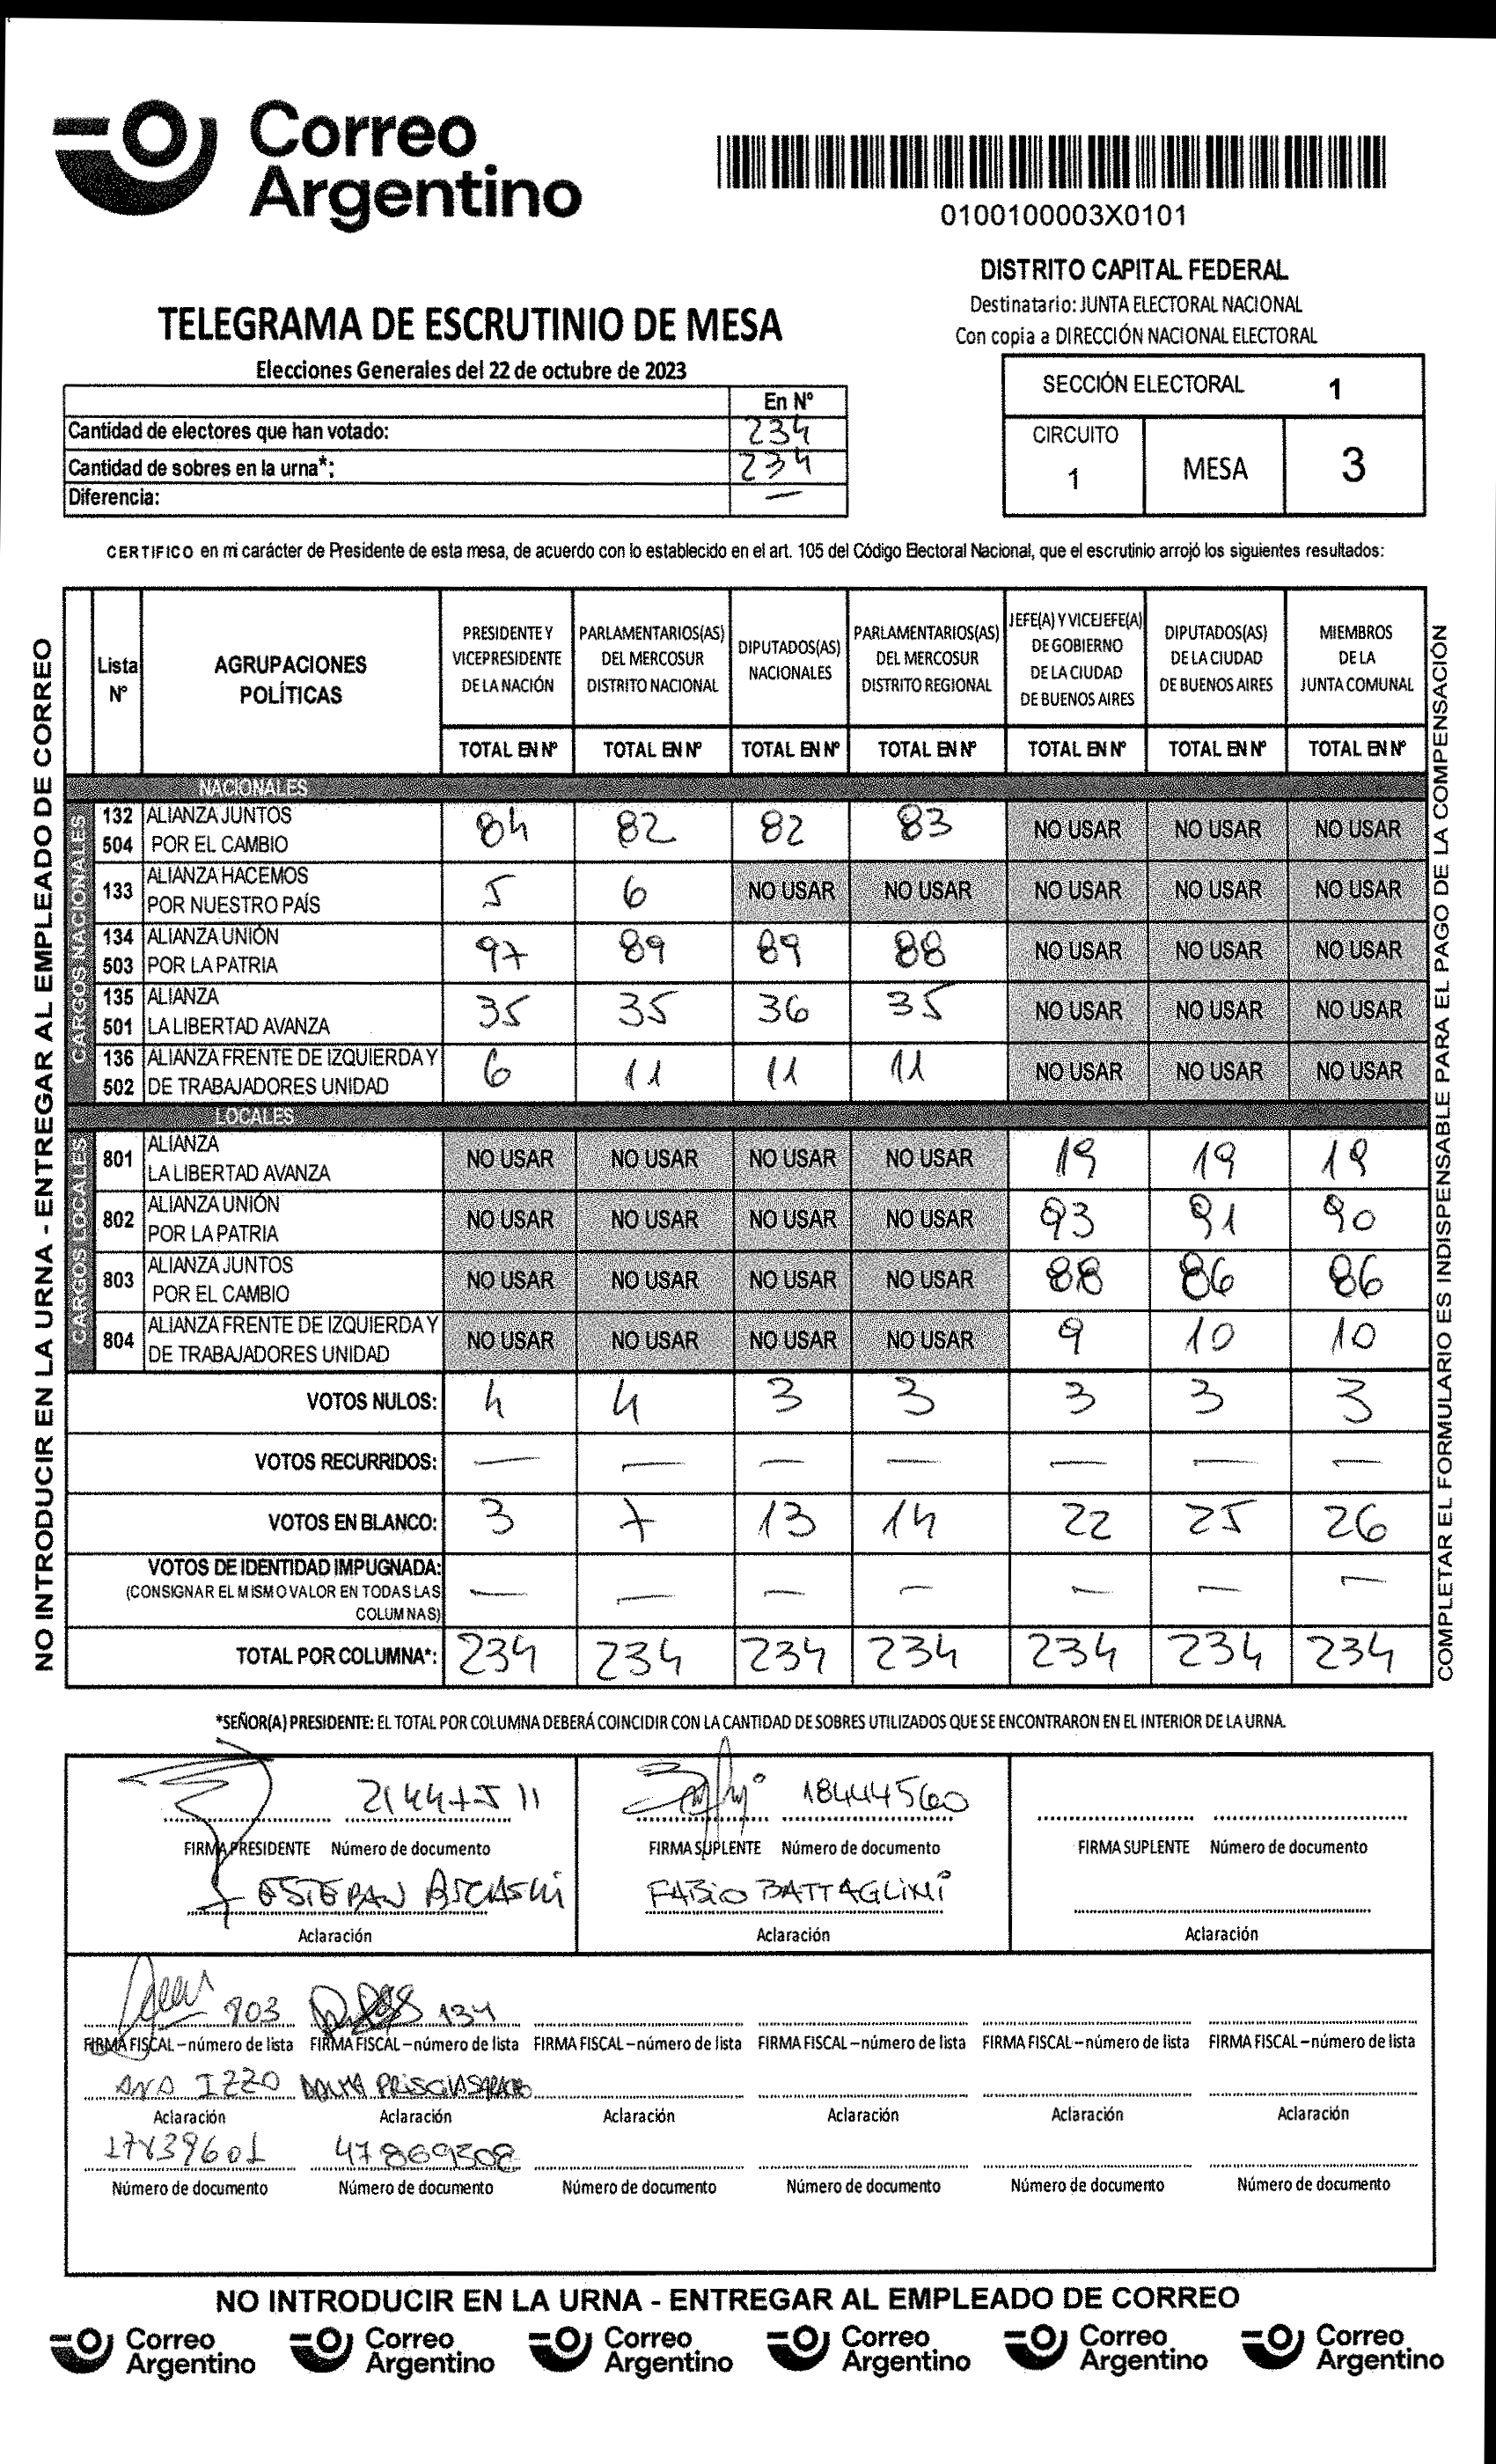 Correo
Argentino
0100100003X0101
DISTRITO CAPITAL FEDERAL
Destinatario: JUNTA ELECTORAL NACIONAL
Con copia a DIRECCIÓN NACIONAL ELECTORAL
TELEGRAMA DE ESCRUTINIO DE MESA
Elecciones Generales del 22 de octubre de 2023
En Nº
Cantidad de electores que han votado: 234
Cantidad de sobres en la urna*: 234
Diferencia: —
SECCIÓN ELECTORAL 1
CIRCUITO 1 MESA 3
CERTIFICO en mi carácter de Presidente de esta mesa, de acuerdo con lo establecido en el art. 105 del Código Electoral Nacional, que el escrutinio arrojó los siguientes resultados:
NO INTRODUCIR EN LA URNA - ENTREGAR AL EMPLEADO DE CORREO
COMPLETAR EL FORMULARIO ES INDISPENSABLE PARA EL PAGO DE LA COMPENSACIÓN
Lista Nº
AGRUPACIONES POLÍTICAS
PRESIDENTE Y VICEPRESIDENTE DE LA NACIÓN
PARLAMENTARIOS(AS) DEL MERCOSUR DISTRITO NACIONAL
DIPUTADOS(AS) NACIONALES
PARLAMENTARIOS(AS) DEL MERCOSUR DISTRITO REGIONAL
JEFE(A) Y VICEJEFE(A) DE GOBIERNO DE LA CIUDAD DE BUENOS AIRES
DIPUTADOS(AS) DE LA CIUDAD DE BUENOS AIRES
MIEMBROS DE LA JUNTA COMUNAL
TOTAL EN Nº TOTAL EN Nº TOTAL EN Nº TOTAL EN Nº TOTAL EN Nº TOTAL EN Nº TOTAL EN Nº
NACIONALES
CARGOS NACIONALES
132 504 ALIANZA JUNTOS POR EL CAMBIO 84 82 82 83 NO USAR NO USAR NO USAR
133 ALIANZA HACEMOS POR NUESTRO PAÍS 5 6 NO USAR NO USAR NO USAR NO USAR NO USAR
134 503 ALIANZA UNIÓN POR LA PATRIA 97 89 89 88 NO USAR NO USAR NO USAR
135 501 ALIANZA LA LIBERTAD AVANZA 35 35 36 35 NO USAR NO USAR NO USAR
136 502 ALIANZA FRENTE DE IZQUIERDA Y DE TRABAJADORES UNIDAD 6 11 11 11 NO USAR NO USAR NO USAR
LOCALES
CARGOS LOCALES
801 ALIANZA LA LIBERTAD AVANZA NO USAR NO USAR NO USAR NO USAR 19 19 19
802 ALIANZA UNIÓN POR LA PATRIA NO USAR NO USAR NO USAR NO USAR 93 91 90
803 ALIANZA JUNTOS POR EL CAMBIO NO USAR NO USAR NO USAR NO USAR 88 86 86
804 ALIANZA FRENTE DE IZQUIERDA Y DE TRABAJADORES UNIDAD NO USAR NO USAR NO USAR NO USAR 9 10 10
VOTOS NULOS: 4 4 3 3 3 3 3
VOTOS RECURRIDOS: — — — — — — —
VOTOS EN BLANCO: 3 7 13 14 22 25 26
VOTOS DE IDENTIDAD IMPUGNADA: — — — — — — —
(CONSIGNAR EL MISMO VALOR EN TODAS LAS COLUMNAS)
TOTAL POR COLUMNA*: 234 234 234 234 234 234 234
*SEÑOR(A) PRESIDENTE: EL TOTAL POR COLUMNA DEBERÁ COINCIDIR CON LA CANTIDAD DE SOBRES UTILIZADOS QUE SE ENCONTRARON EN EL INTERIOR DE LA URNA.
21447511 18444560
FIRMA PRESIDENTE Número de documento FIRMA SUPLENTE Número de documento FIRMA SUPLENTE Número de documento
ESTEBAN FABIO BATTAGLINI
Aclaración Aclaración Aclaración
803 134
FIRMA FISCAL – número de lista FIRMA FISCAL – número de lista FIRMA FISCAL – número de lista FIRMA FISCAL – número de lista FIRMA FISCAL – número de lista FIRMA FISCAL – número de lista
ANA IZZO
Aclaración Aclaración Aclaración Aclaración Aclaración Aclaración
47869308
Número de documento Número de documento Número de documento Número de documento Número de documento Número de documento
NO INTRODUCIR EN LA URNA - ENTREGAR AL EMPLEADO DE CORREO
Correo Argentino Correo Argentino Correo Argentino Correo Argentino Correo Argentino Correo Argentino